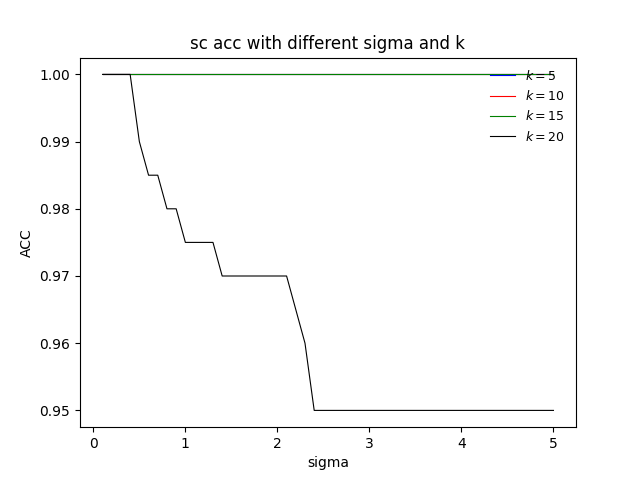 sc acc with different sigma and k
1.00
0.99
0.98
0.97
0.96
0.95
ACC
k = 5
k = 10
k = 15
k = 20
0 1 2 3 4 5
sigma